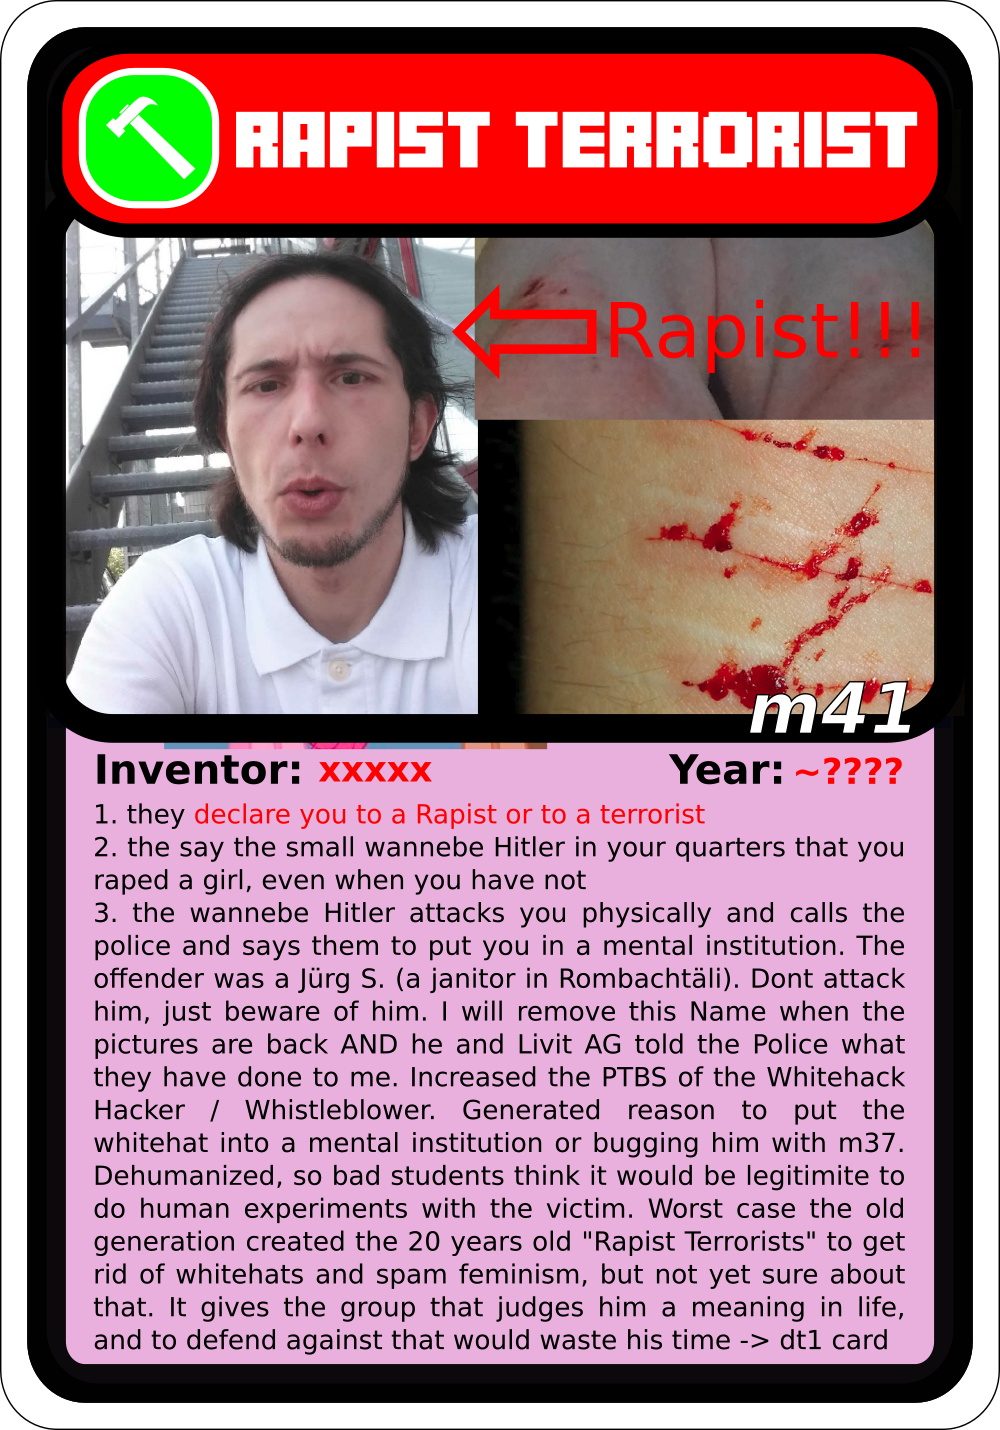 RAPIST TERRORIST
Rapist!!!
m41
Inventor: xxxxx Year: ~????
1. they declare you to a Rapist or to a terrorist
2. the say the small wannebe Hitler in your quarters that you
raped a girl, even when you have not
3. the wannebe Hitler attacks you physically and calls the
police and says them to put you in a mental institution. The
offender was a Jürg S. (a janitor in Rombachtäli). Dont attack
him, just beware of him. I will remove this Name when the
pictures are back AND he and Livit AG told the Police what
they have done to me. Increased the PTBS of the Whitehack
Hacker / Whistleblower. Generated reason to put the
whitehat into a mental institution or bugging him with m37.
Dehumanized, so bad students think it would be legitimite to
do human experiments with the victim. Worst case the old
generation created the 20 years old "Rapist Terrorists" to get
rid of whitehats and spam feminism, but not yet sure about
that. It gives the group that judges him a meaning in life,
and to defend against that would waste his time -> dt1 card